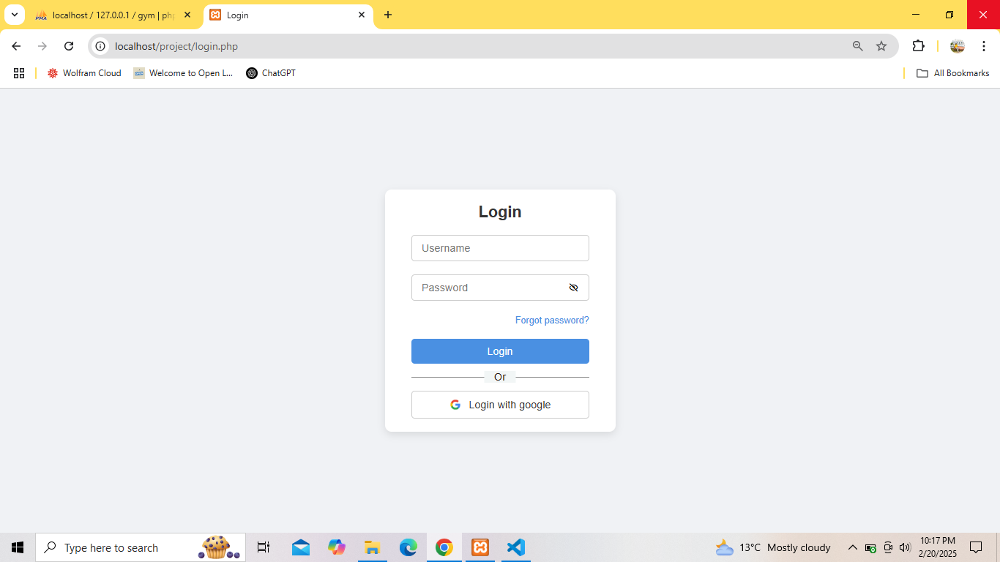 localhost / 127.0.0.1 / gym | php
Login
localhost/project/login.php
Wolfram Cloud
Welcome to Open L...
ChatGPT
All Bookmarks
Login
Username
Password
Forgot password?
Login
Or
Login with google
Type here to search
13°C Mostly cloudy
10:17 PM
2/20/2025